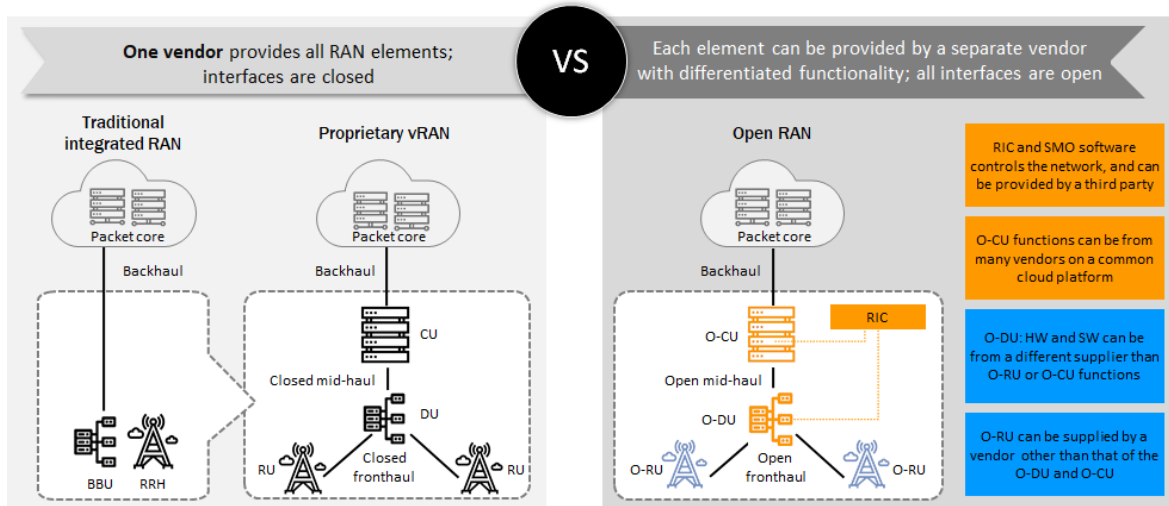 One vendor provides all RAN elements;
interfaces are closed
VS
Each element can be provided by a separate vendor
with differentiated functionality; all interfaces are open
Traditional
integrated RAN
Packet core
Backhaul
BBU
RRH
Proprietary vRAN
Packet core
Backhaul
CU
Closed mid-haul
DU
RU
Closed
fronthaul
RU
Open RAN
Packet core
Backhaul
O-CU
RIC
Open mid-haul
O-DU
O-RU
Open
fronthaul
O-RU
RIC and SMO software
controls the network, and can
be provided by a third party
O-CU functions can be from
many vendors on a common
cloud platform
O-DU: HW and SW can be
from a different supplier than
O-RU or O-CU functions
O-RU can be supplied by a
vendor other than that of the
O-DU and O-CU